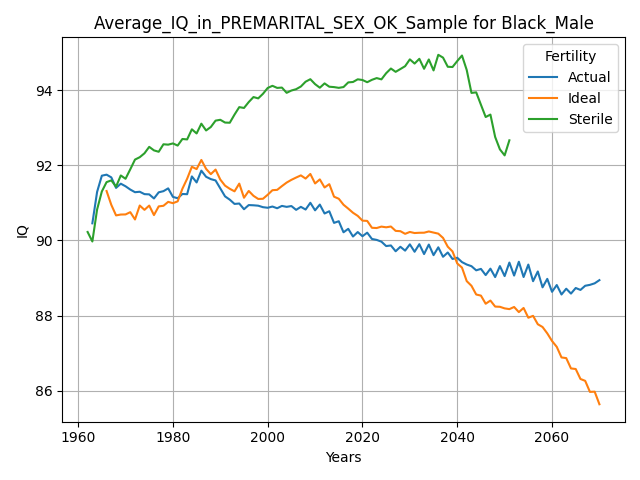 Average_IQ_in_PREMARITAL_SEX_OK_Sample for Black_Male
Fertility
Actual
Ideal
Sterile
IQ
94
92
90
88
86
1960 1980 2000 2020 2040 2060
Years